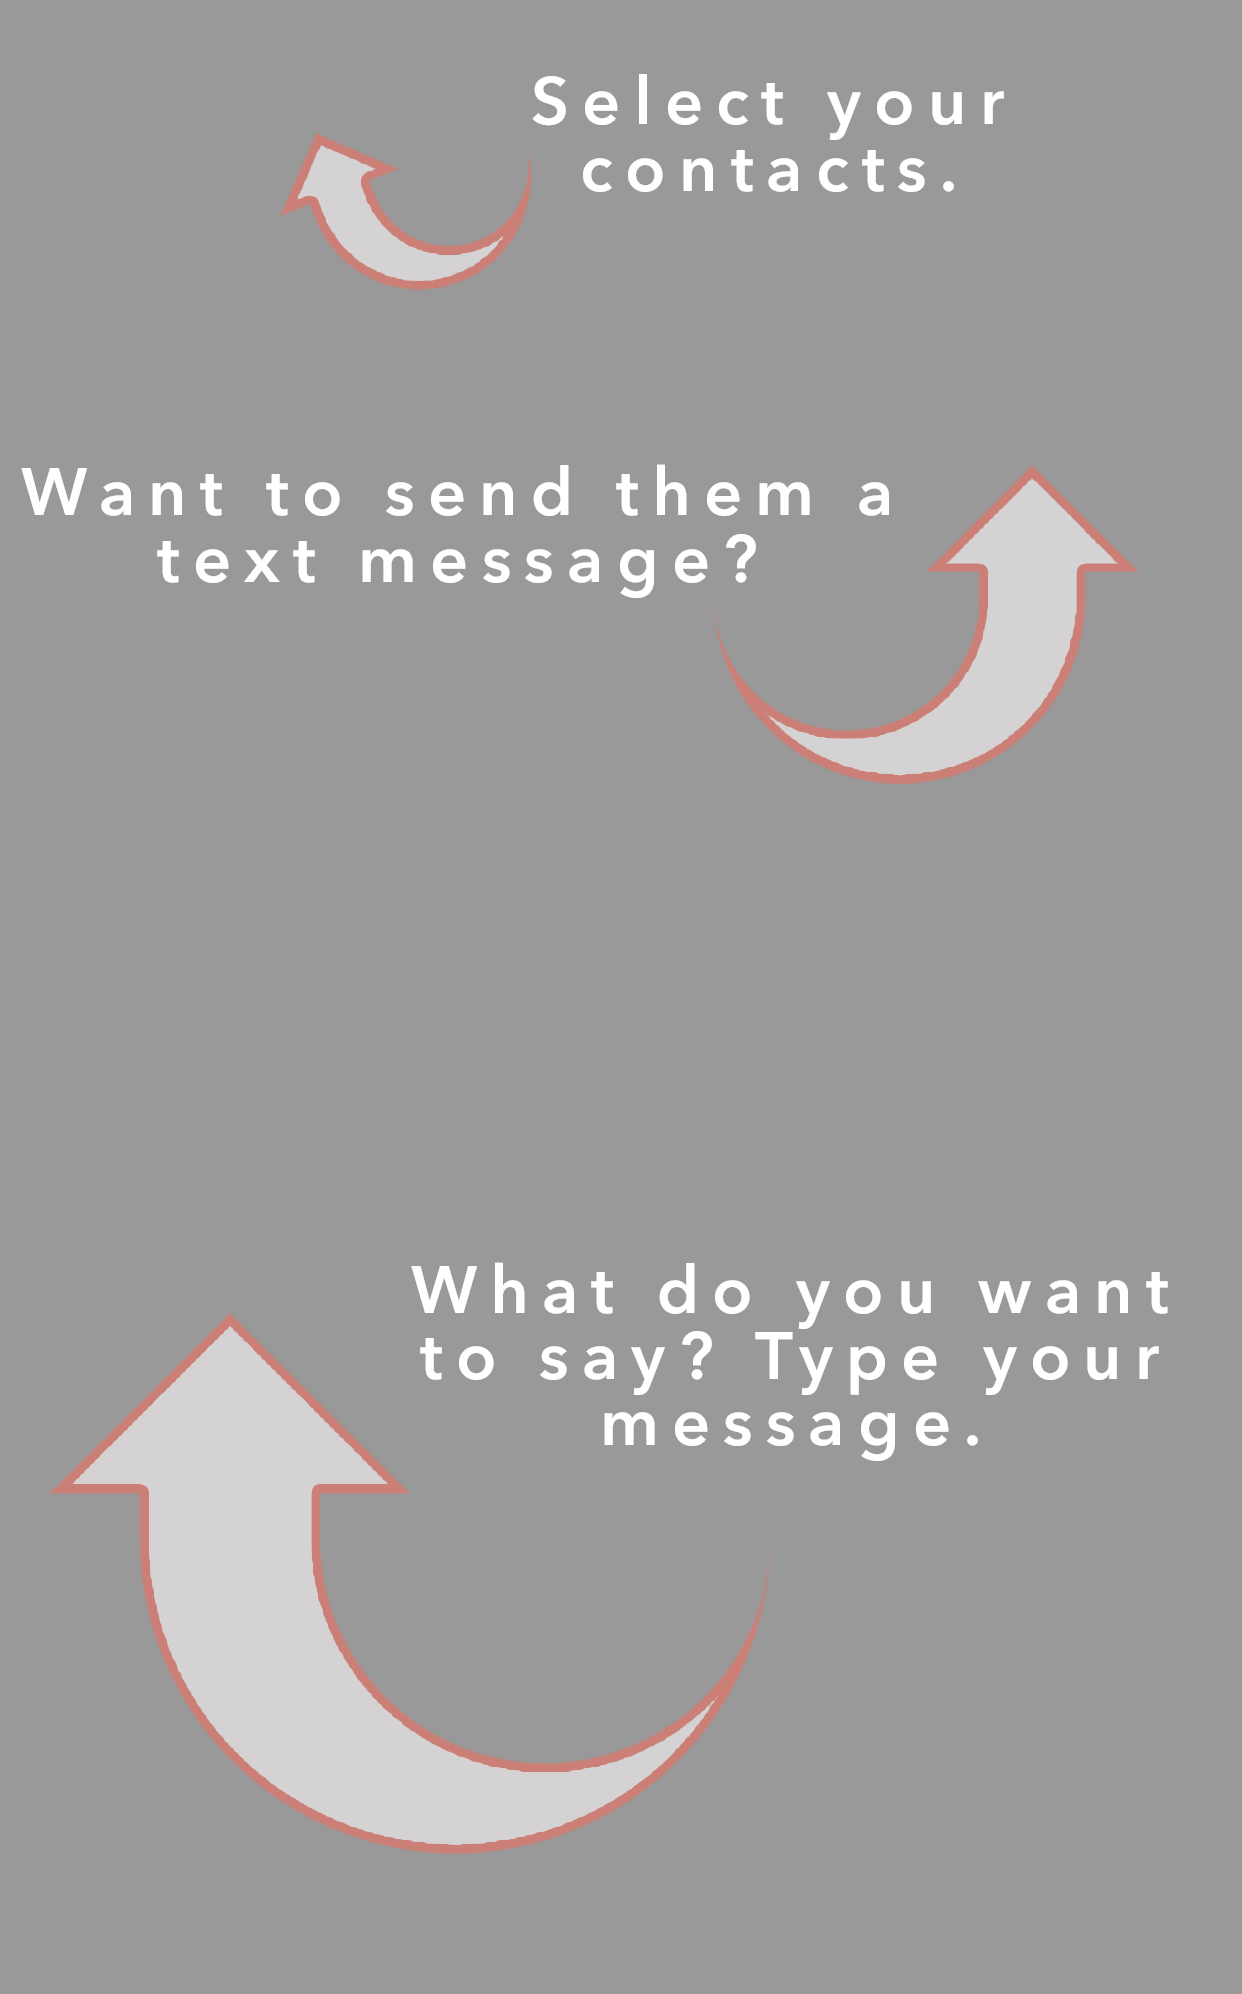 Select your
contacts.
Want to send them a
text message?
What do you want
to say? Type your
message.